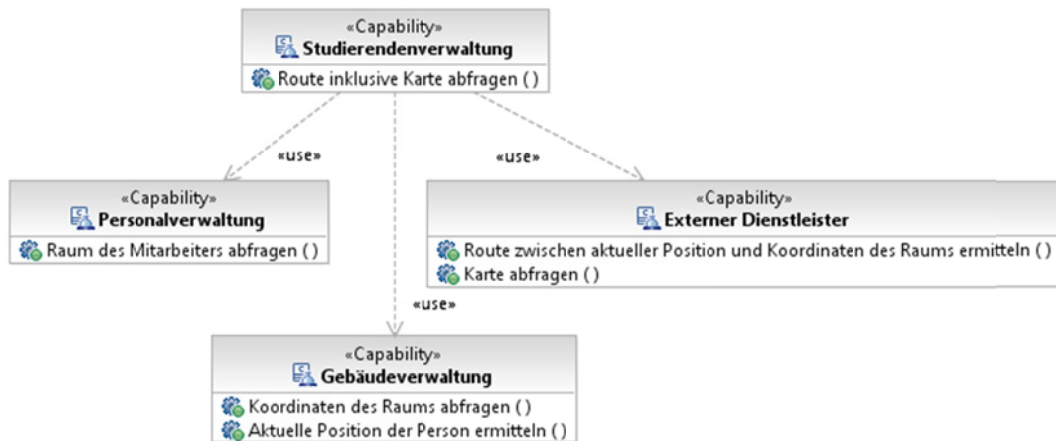 «Capability»
Studierendenverwaltung
Route inklusive Karte abfragen ( )
«use»
«use»
«Capability»
Personalverwaltung
Raum des Mitarbeiters abfragen ( )
«Capability»
Externer Dienstleister
Route zwischen aktueller Position und Koordinaten des Raums ermitteln ( )
Karte abfragen ( )
«use»
«Capability»
Gebäudeverwaltung
Koordinaten des Raums abfragen ( )
Aktuelle Position der Person ermitteln ( )